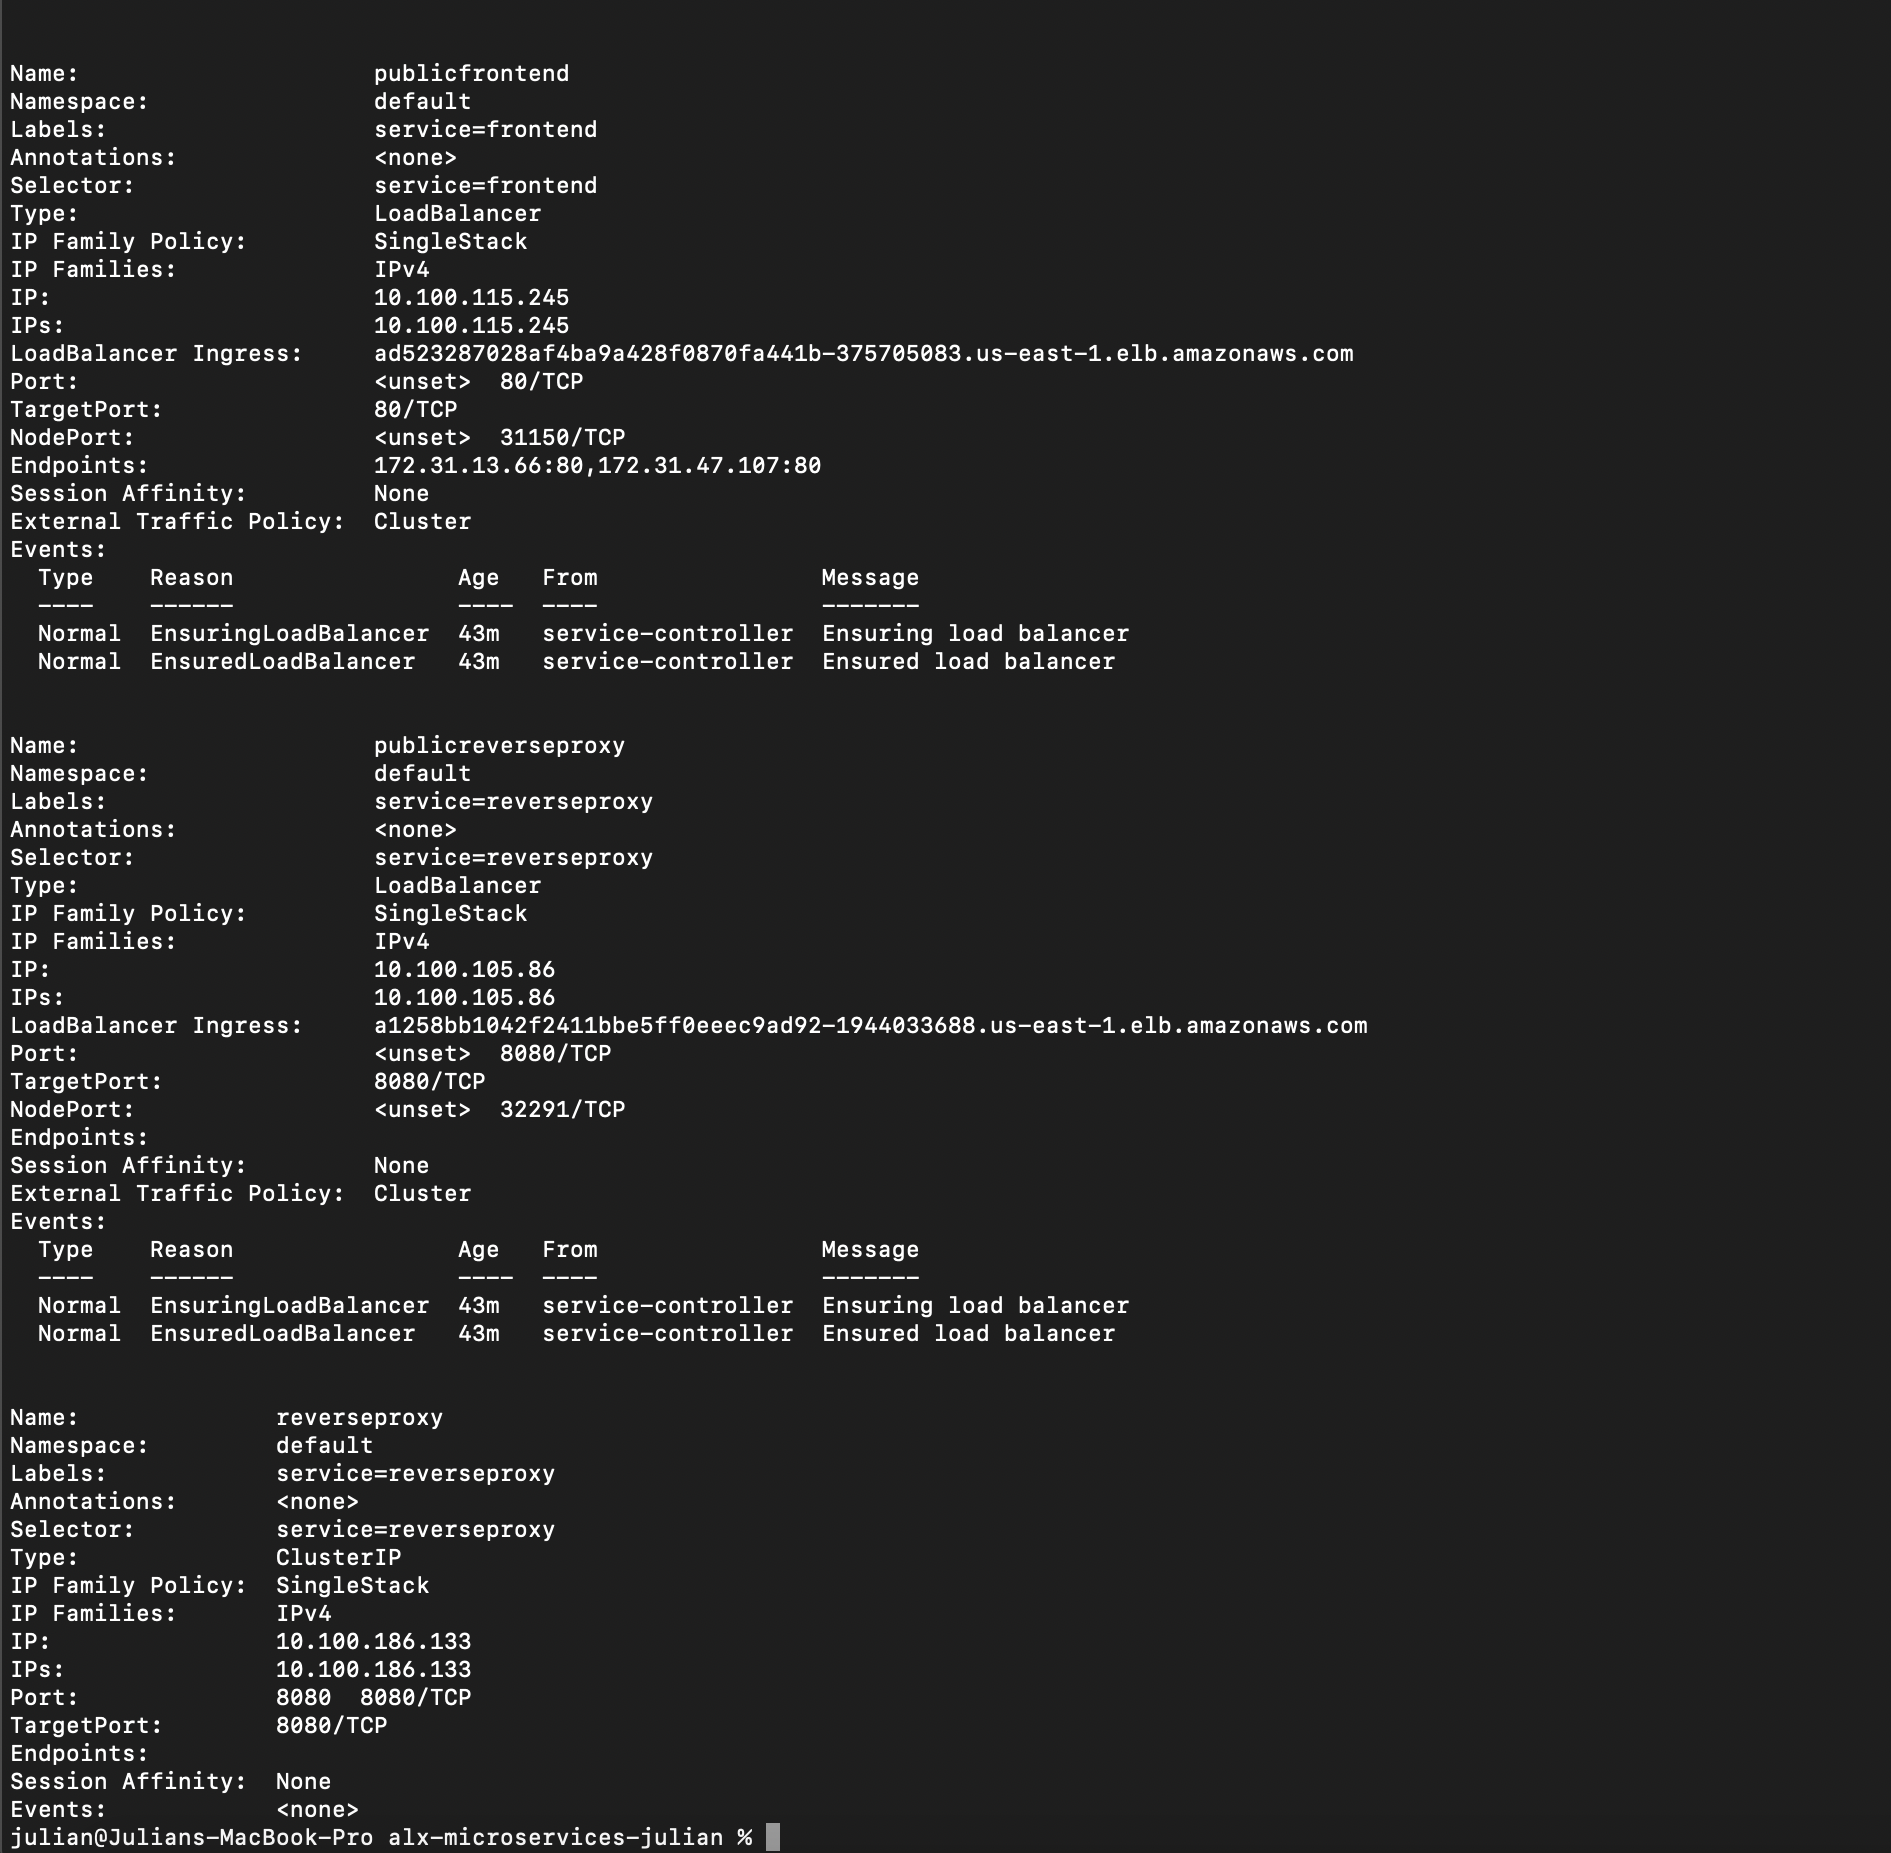 Name:                     publicfrontend
Namespace:                default
Labels:                   service=frontend
Annotations:              <none>
Selector:                 service=frontend
Type:                     LoadBalancer
IP Family Policy:         SingleStack
IP Families:              IPv4
IP:                       10.100.115.245
IPs:                      10.100.115.245
LoadBalancer Ingress:     ad523287028af4ba9a428f0870fa441b-375705083.us-east-1.elb.amazonaws.com
Port:                     <unset>  80/TCP
TargetPort:               80/TCP
NodePort:                 <unset>  31150/TCP
Endpoints:                172.31.13.66:80,172.31.47.107:80
Session Affinity:         None
External Traffic Policy:  Cluster
Events:
  Type    Reason                Age   From                Message
  ----    ------                ----  ----                -------
  Normal  EnsuringLoadBalancer  43m   service-controller  Ensuring load balancer
  Normal  EnsuredLoadBalancer   43m   service-controller  Ensured load balancer
Name:                     publicreverseproxy
Namespace:                default
Labels:                   service=reverseproxy
Annotations:              <none>
Selector:                 service=reverseproxy
Type:                     LoadBalancer
IP Family Policy:         SingleStack
IP Families:              IPv4
IP:                       10.100.105.86
IPs:                      10.100.105.86
LoadBalancer Ingress:     a1258bb1042f2411bbe5ff0eeec9ad92-1944033688.us-east-1.elb.amazonaws.com
Port:                     <unset>  8080/TCP
TargetPort:               8080/TCP
NodePort:                 <unset>  32291/TCP
Endpoints:
Session Affinity:         None
External Traffic Policy:  Cluster
Events:
  Type    Reason                Age   From                Message
  ----    ------                ----  ----                -------
  Normal  EnsuringLoadBalancer  43m   service-controller  Ensuring load balancer
  Normal  EnsuredLoadBalancer   43m   service-controller  Ensured load balancer
Name:              reverseproxy
Namespace:         default
Labels:            service=reverseproxy
Annotations:       <none>
Selector:          service=reverseproxy
Type:              ClusterIP
IP Family Policy:  SingleStack
IP Families:       IPv4
IP:                10.100.186.133
IPs:               10.100.186.133
Port:              8080  8080/TCP
TargetPort:        8080/TCP
Endpoints:
Session Affinity:  None
Events:            <none>
julian@Julians-MacBook-Pro alx-microservices-julian %